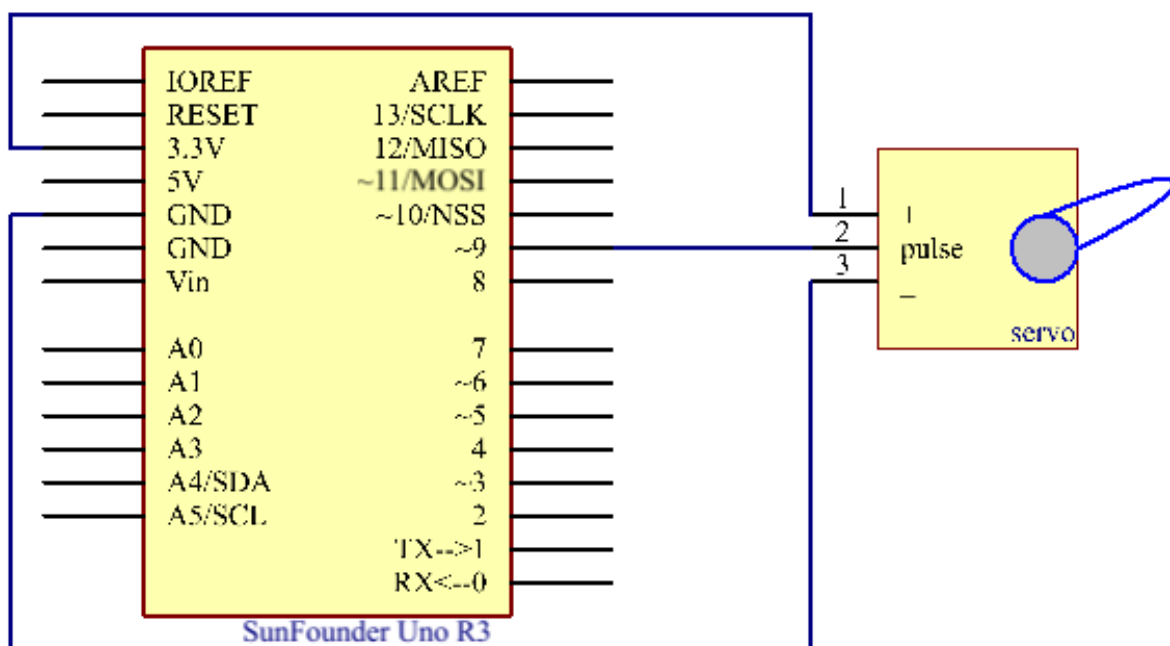 IOREF AREF
RESET 13/SCLK
3.3V 12/MISO
5V ~11/MOSI
GND ~10/NSS
GND ~9
Vin 8
A0 7
A1 ~6
A2 ~5
A3 4
A4/SDA ~3
A5/SCL 2
TX-->1
RX<--0
SunFounder Uno R3
1 +
2 pulse
3 −
servo